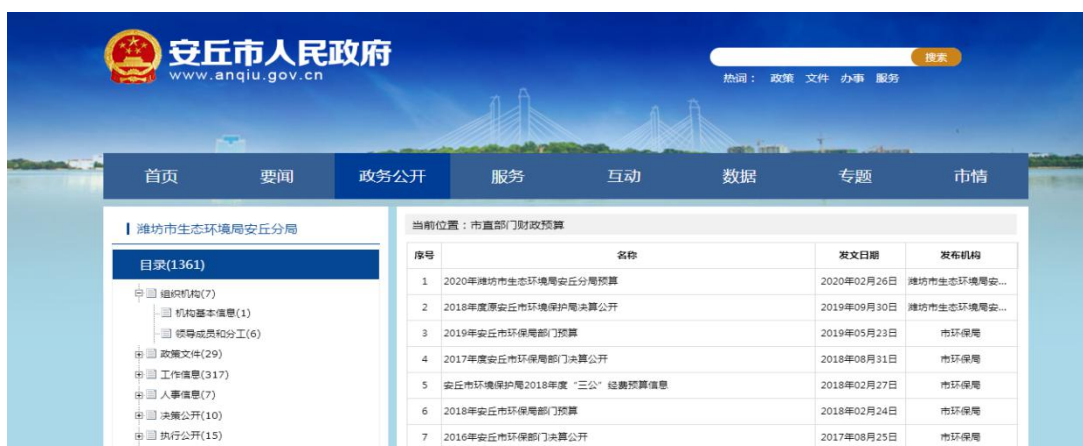 安丘市人民政府
www.anqiu.gov.cn
搜索
热词： 政策 文件 办事 服务
首页 要闻 政务公开 服务 互动 数据 专题 市情
潍坊市生态环境局安丘分局
目录(1361)
组织机构(7)
机构基本信息(1)
领导成员和分工(6)
政策文件(29)
工作信息(317)
人事信息(7)
决策公开(10)
执行公开(15)
当前位置：市直部门财政预算
序号 名称 发文日期 发布机构
1 2020年潍坊市生态环境局安丘分局预算 2020年02月26日 潍坊市生态环境局安...
2 2018年度原安丘市环境保护局决算公开 2019年09月30日 潍坊市生态环境局安...
3 2019年安丘市环保局部门预算 2019年05月23日 市环保局
4 2017年度安丘市环保局部门决算公开 2018年08月31日 市环保局
5 安丘市环境保护局2018年度“三公”经费预算信息 2018年02月27日 市环保局
6 2018年安丘市环保局部门预算 2018年02月24日 市环保局
7 2016年安丘市环保部门决算公开 2017年08月25日 市环保局